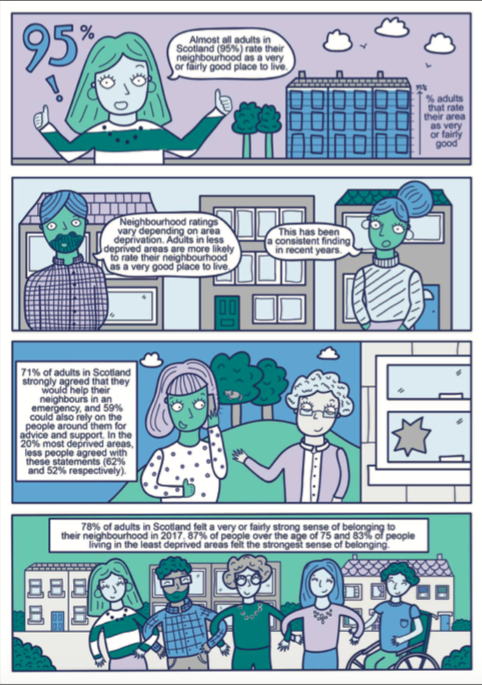 95%
!
Almost all adults in
Scotland (95%) rate their
neighbourhood as a very
or fairly good place to live.
95%
% adults
that rate
their area
as very
or fairly
good
Neighbourhood ratings
vary depending on area
deprivation. Adults in less
deprived areas are more likely
to rate their neighbourhood
as a very good place to live.
This has been
a consistent finding
in recent years.
71% of adults in Scotland
strongly agreed that they
would help their
neighbours in an
emergency, and 59%
could also rely on the
people around them for
advice and support. In the
20% most deprived areas,
less people agreed with
these statements (62%
and 52% respectively).
78% of adults in Scotland felt a very or fairly strong sense of belonging to
their neighbourhood in 2017. 87% of people over the age of 75 and 83% of people
living in the least deprived areas felt the strongest sense of belonging.